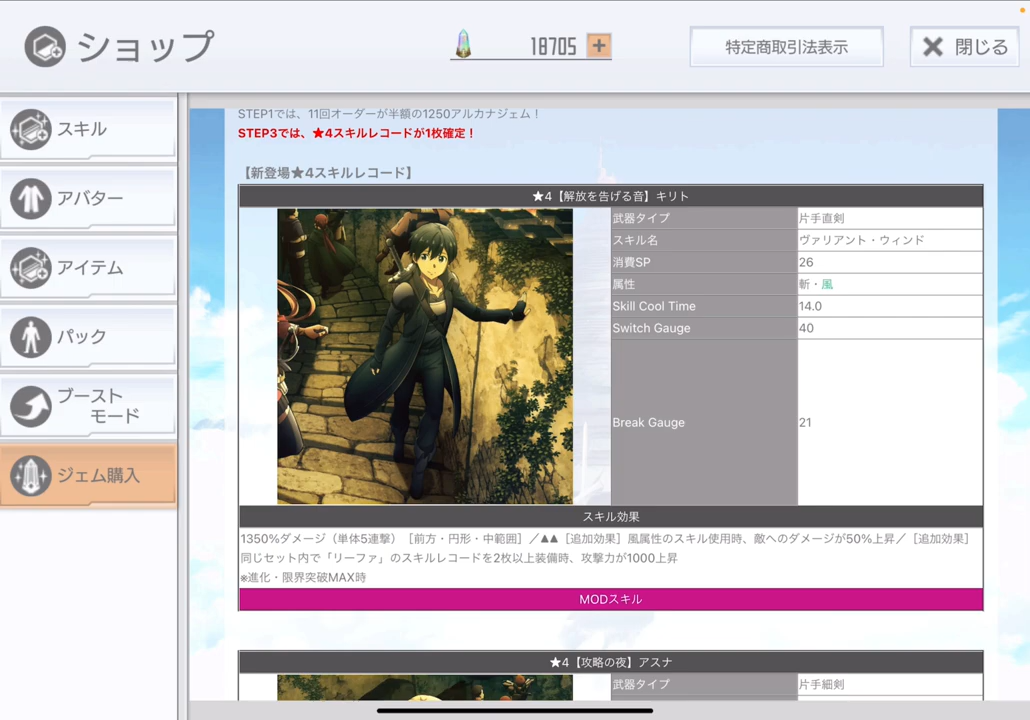 ショップ
18705
特定商取引法表示
閉じる
スキル
アバター
アイテム
パック
ブースト
モード
ジェム購入
STEP1では、11回オーダーが半額の1250アルカナジェム！
STEP3では、★4スキルレコードが1枚確定！
【新登場★4スキルレコード】
★4【解放を告げる音】キリト
武器タイプ 片手直剣
スキル名 ヴァリアント・ウィンド
消費SP 26
属性 斬・風
Skill Cool Time 14.0
Switch Gauge 40
Break Gauge 21
スキル効果
1350%ダメージ（単体5連撃）［前方・円形・中範囲］／▲▲［追加効果］風属性のスキル使用時、敵へのダメージが50%上昇／［追加効果］
同じセット内で「リーファ」のスキルレコードを2枚以上装備時、攻撃力が1000上昇
※進化・限界突破MAX時
MODスキル
★4【攻略の夜】アスナ
武器タイプ 片手細剣